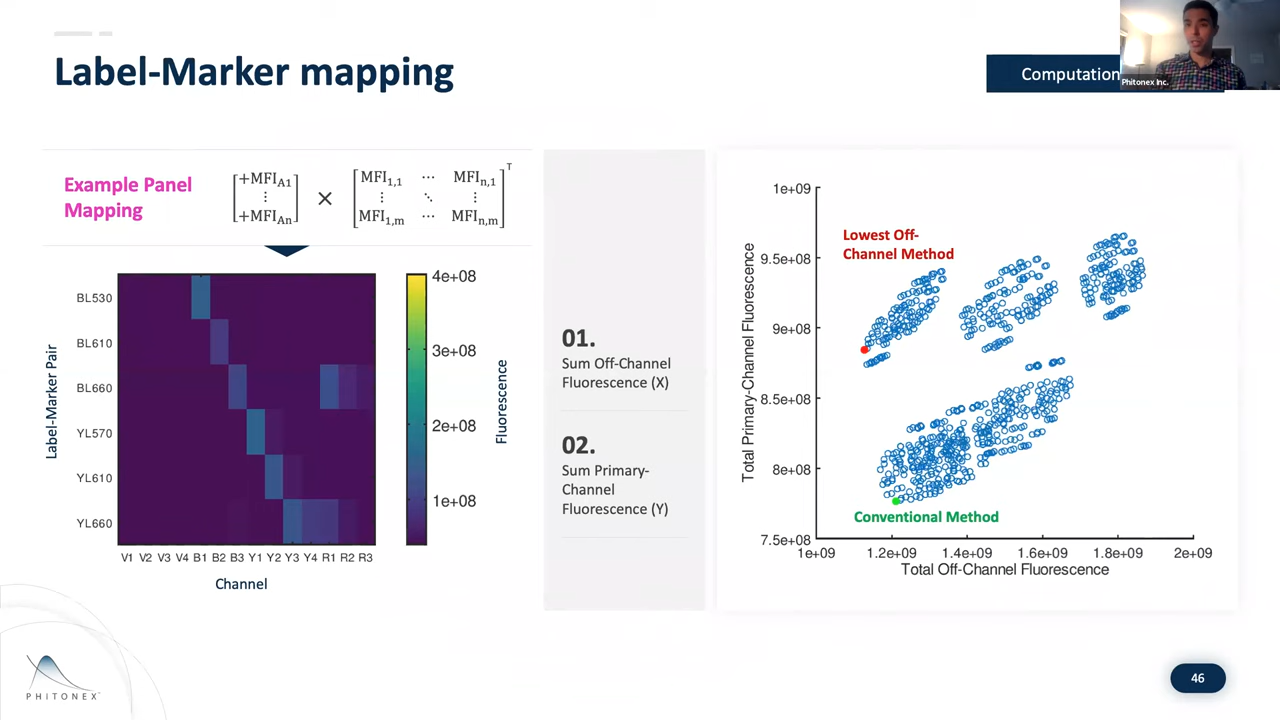 Label-Marker mapping
Computation
Phitonex Inc.
Example Panel
Mapping
+MFI_A1
⋮
+MFI_An
×
MFI_1,1 ⋯ MFI_n,1
⋮ ⋱ ⋮
MFI_1,m ⋯ MFI_n,m
T
Label-Marker Pair
BL530
BL610
BL660
YL570
YL610
YL660
V1 V2 V3 V4 B1 B2 B3 Y1 Y2 Y3 Y4 R1 R2 R3
Channel
4e+08
3e+08
2e+08
1e+08
Fluorescence
01.
Sum Off-Channel
Fluorescence (X)
02.
Sum Primary-
Channel
Fluorescence (Y)
Total Primary-Channel Fluorescence
1e+09
9.5e+08
9e+08
8.5e+08
8e+08
7.5e+08
Lowest Off-
Channel Method
Conventional Method
1e+09 1.2e+09 1.4e+09 1.6e+09 1.8e+09 2e+09
Total Off-Channel Fluorescence
PHITONEX
46